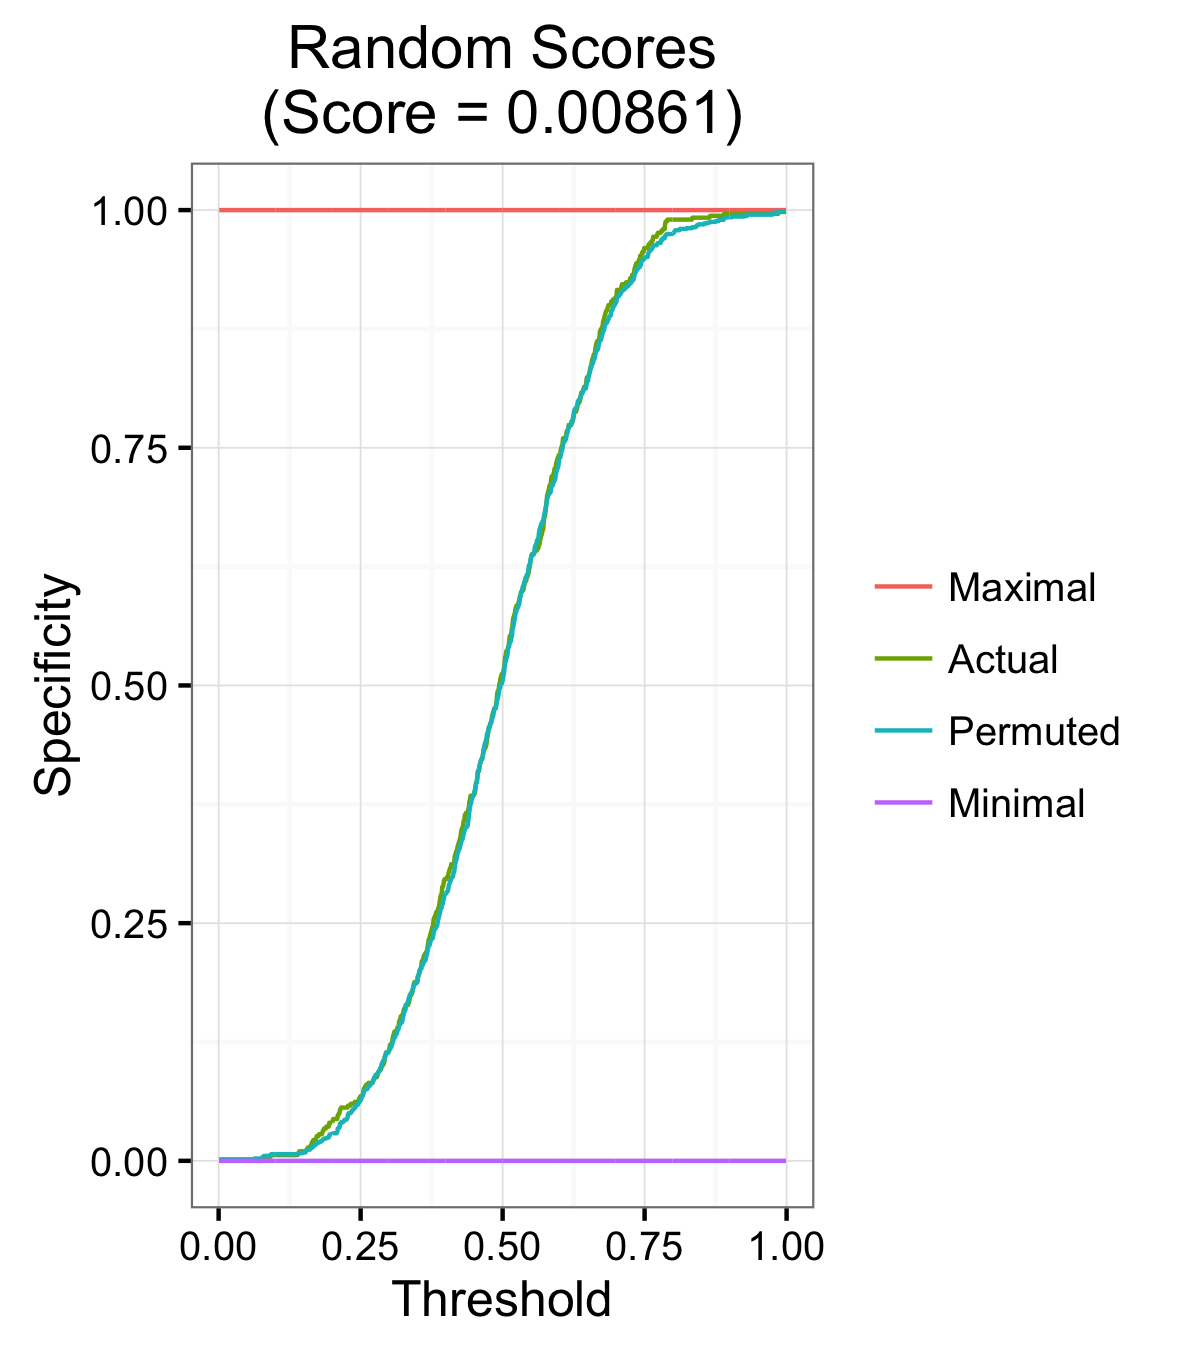 Random Scores
(Score = 0.00861)
1.00
0.75
0.50
0.25
0.00
Specificity
0.00 0.25 0.50 0.75 1.00
Threshold
Maximal
Actual
Permuted
Minimal